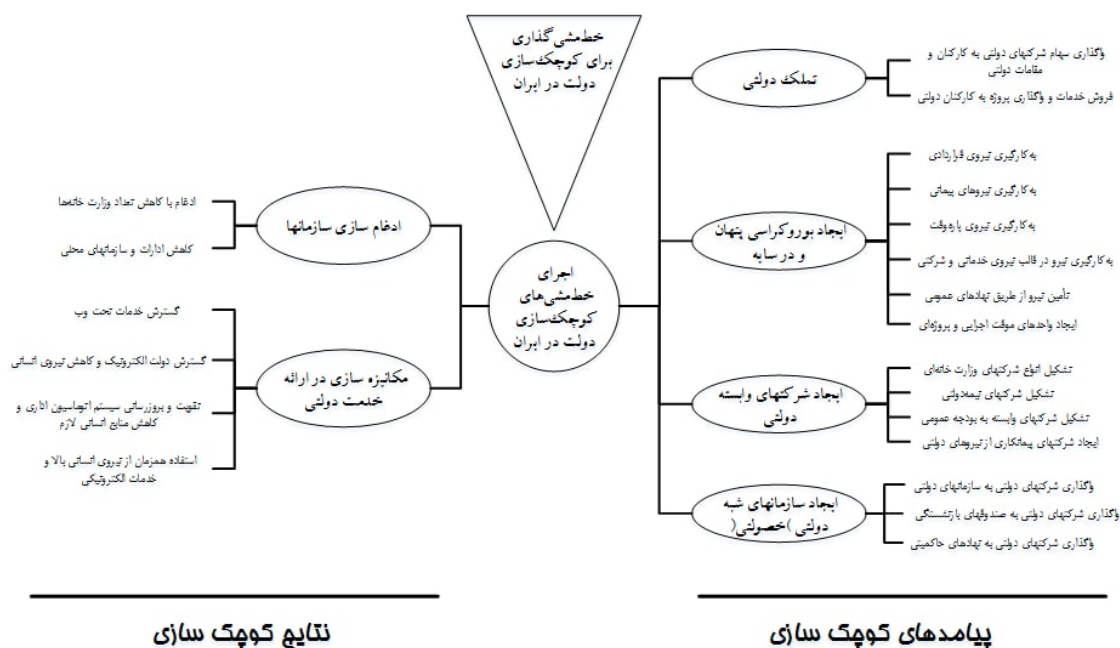 خط‌مشی‌گذاری
برای کوچک‌سازی
دولت در ایران
اجرای
خط‌مشی‌های
کوچک‌سازی
دولت در ایران
تملک دولتی
واگذاری سهام شرکتهای دولتی به کارکنان و
مقامات دولتی
فروش خدمات و واگذاری پروژه به کارکنان دولتی
ایجاد بوروکراسی پنهان
و در سایه
به‌کارگیری نیروی قراردادی
به‌کارگیری نیروهای پیمانی
به‌کارگیری نیروی پاره‌وقت
به‌کارگیری نیرو در قالب نیروی خدماتی و شرکتی
تأمین نیرو از طریق نهادهای عمومی
ایجاد واحدهای موقت اجرایی و پروژه‌ای
ایجاد شرکتهای وابسته
دولتی
تشکیل انواع شرکتهای وزارت خانه‌ای
تشکیل شرکتهای نیمه‌دولتی
تشکیل شرکتهای وابسته به بودجه عمومی
ایجاد شرکتهای پیمانکاری از نیروهای دولتی
ایجاد سازمانهای شبه
دولتی )خصولتی(
واگذاری شرکتهای دولتی به سازمانهای دولتی
واگذاری شرکتهای دولتی به صندوقهای بازنشستگی
واگذاری شرکتهای دولتی به نهادهای حاکمیتی
پیامدهای کوچک سازی
ادغام سازی سازمانها
ادغام یا کاهش تعداد وزارت خانه‌ها
کاهش ادارات و سازمانهای محلی
مکانیزه سازی در ارائه
خدمت دولتی
گسترش خدمات تحت وب
گسترش دولت الکترونیک و کاهش نیروی انسانی
تقویت و بروزرسانی سیستم اتوماسیون اداری و
کاهش منابع انسانی لازم
استفاده همزمان از نیروی انسانی بالا و
خدمات الکترونیکی
نتایج کوچک سازی